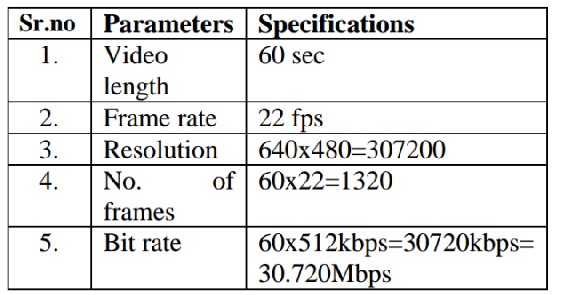 Sr.no Parameters Specifications
1. Video 60 sec
length
2. Frame rate 22 fps
3. Resolution 640x480=307200
4. No. of 60x22=1320
frames
5. Bit rate 60x512kbps=30720kbps=
30.720Mbps